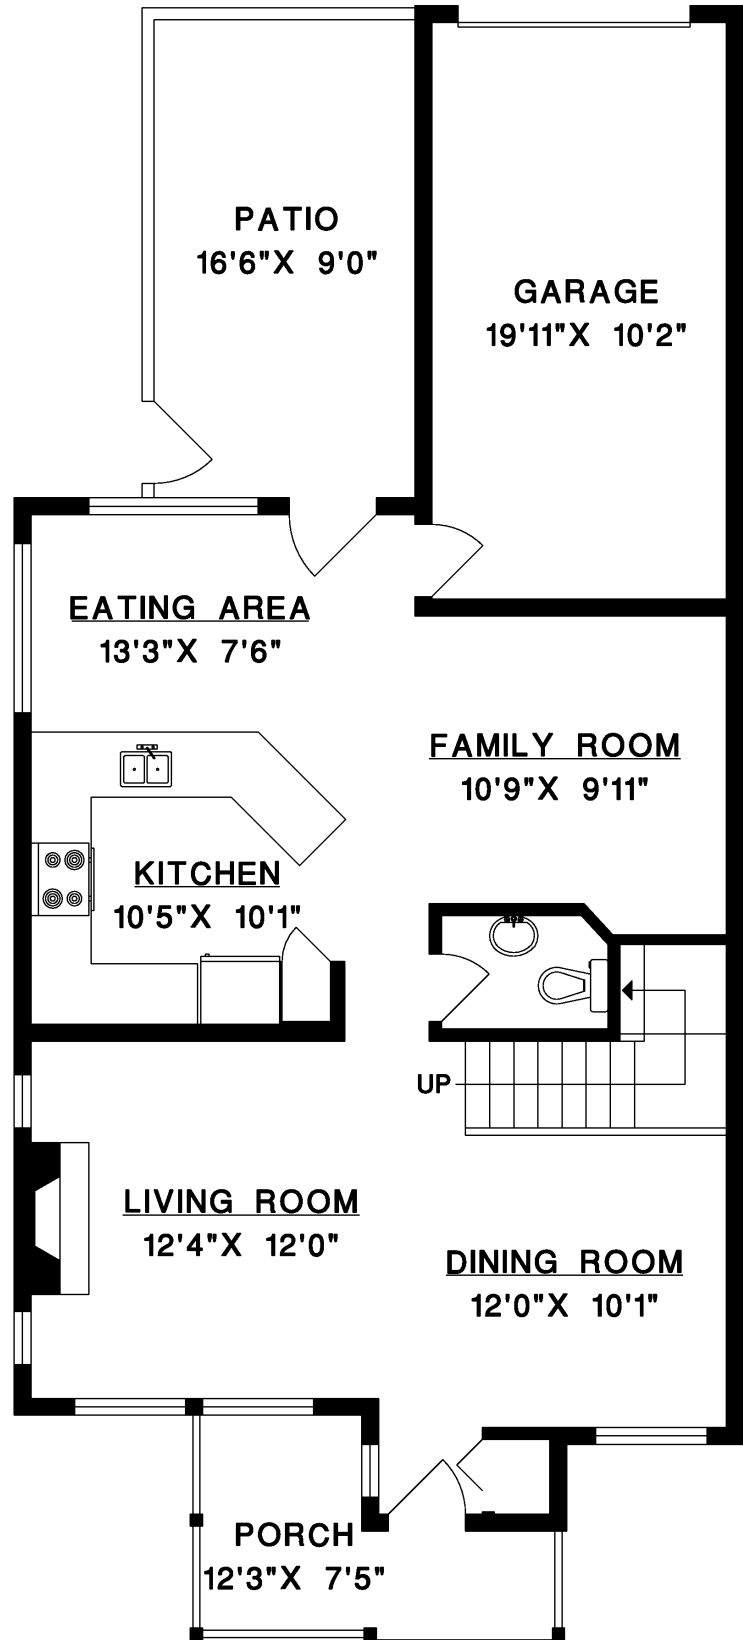 PATIO
16'6"X 9'0"
GARAGE
19'11"X 10'2"
EATING AREA
13'3"X 7'6"
FAMILY ROOM
10'9"X 9'11"
KITCHEN
10'5"X 10'1"
UP
LIVING ROOM
12'4"X 12'0"
DINING ROOM
12'0"X 10'1"
PORCH
12'3"X 7'5"